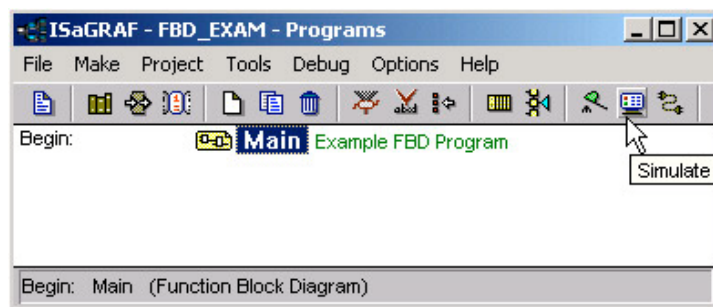 ISaGRAF - FBD_EXAM - Programs
File Make Project Tools Debug Options Help
Begin: Main Example FBD Program
Simulate
Begin: Main (Function Block Diagram)